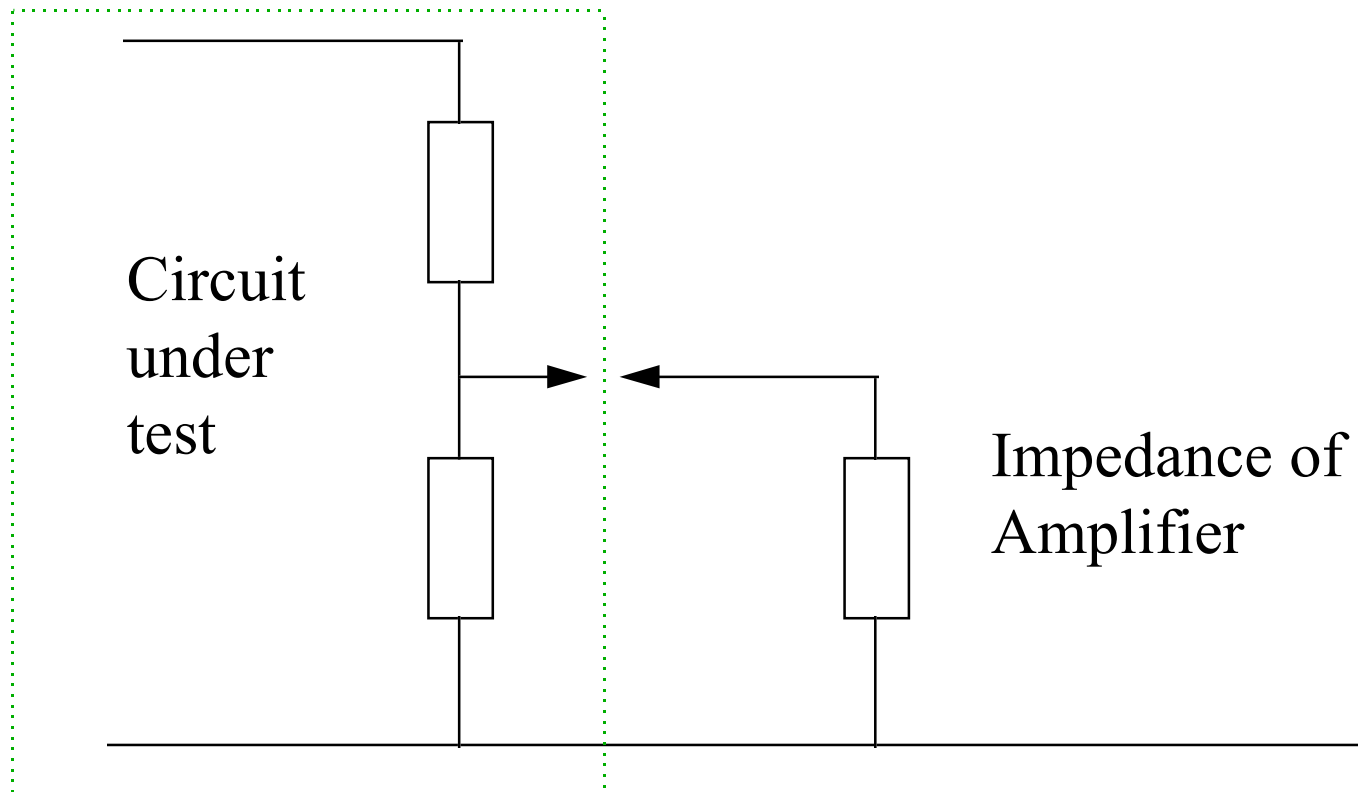 Circuit
under
test
Impedance of
Amplifier